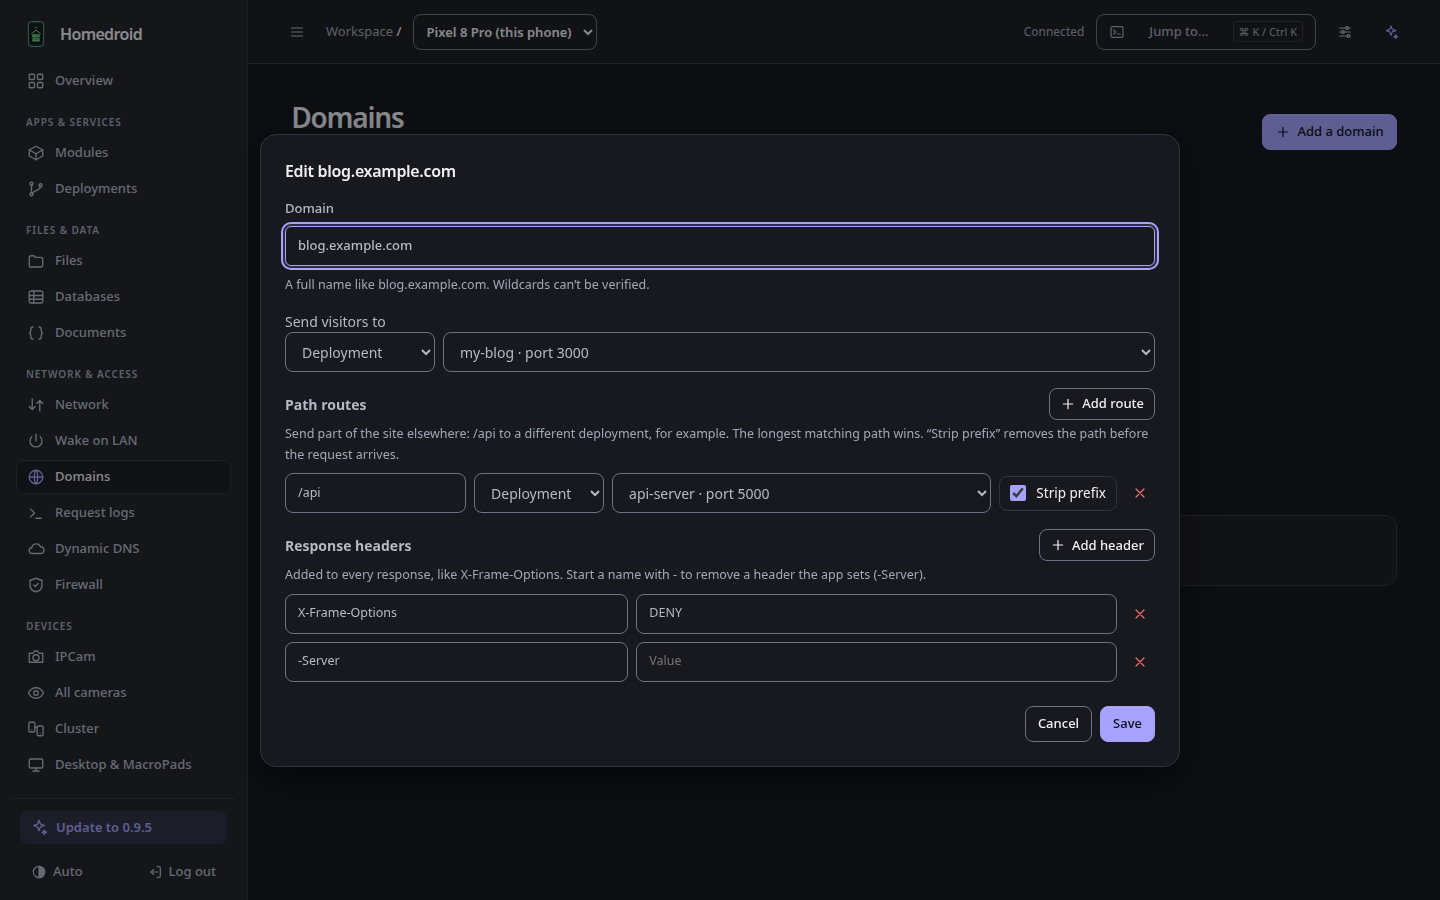 Homedroid
Overview
APPS & SERVICES
Modules
Deployments
FILES & DATA
Files
Databases
Documents
NETWORK & ACCESS
Network
Wake on LAN
Domains
Request logs
Dynamic DNS
Firewall
DEVICES
IPCam
All cameras
Cluster
Desktop & MacroPads
Update to 0.9.5
Auto
Log out
Workspace /
Pixel 8 Pro (this phone)
Connected
Jump to...
⌘ K / Ctrl K
Domains
Add a domain
Edit blog.example.com
Domain
blog.example.com
A full name like blog.example.com. Wildcards can’t be verified.
Send visitors to
Deployment
my-blog · port 3000
Path routes
Add route
Send part of the site elsewhere: /api to a different deployment, for example. The longest matching path wins. “Strip prefix” removes the path before
the request arrives.
/api
Deployment
api-server · port 5000
Strip prefix
Response headers
Add header
Added to every response, like X-Frame-Options. Start a name with - to remove a header the app sets (-Server).
X-Frame-Options
DENY
-Server
Value
Cancel
Save